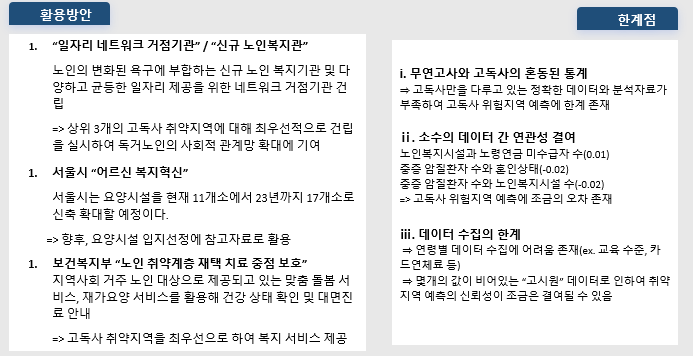 활용방안
1. “일자리 네트워크 거점기관” / “신규 노인복지관”
노인의 변화된 욕구에 부합하는 신규 노인 복지기관 및 다
양하고 균등한 일자리 제공을 위한 네트워크 거점기관 건
립
=> 상위 3개의 고독사 취약지역에 대해 최우선적으로 건립
을 실시하여 독거노인의 사회적 관계망 확대에 기여
1. 서울시 “어르신 복지혁신”
서울시는 요양시설을 현재 11개소에서 23년까지 17개소로
신축 확대할 예정이다.
=> 향후, 요양시설 입지선정에 참고자료로 활용
1. 보건복지부 “노인 취약계층 재택 치료 중점 보호”
지역사회 거주 노인 대상으로 제공되고 있는 맞춤 돌봄 서
비스, 재가요양 서비스를 활용해 건강 상태 확인 및 대면진
료 안내
=> 고독사 취약지역을 최우선으로 하여 복지 서비스 제공
한계점
i. 무연고사와 고독사의 혼동된 통계
⇒ 고독사만을 다루고 있는 정확한 데이터와 분석자료가
부족하여 고독사 위험지역 예측에 한계 존재
ⅱ. 소수의 데이터 간 연관성 결여
노인복지시설과 노령연금 미수급자 수(0.01)
중증 암질환자 수와 혼인상태(-0.02)
중증 암질환자 수와 노인복지시설 수(-0.02)
=> 고독사 위험지역 예측에 조금의 오차 존재
ⅲ. 데이터 수집의 한계
⇒ 연령별 데이터 수집에 어려움 존재(ex. 교육 수준, 카
드연체료 등)
⇒ 몇개의 값이 비어있는 “고시원” 데이터로 인하여 취약
지역 예측의 신뢰성이 조금은 결여될 수 있음